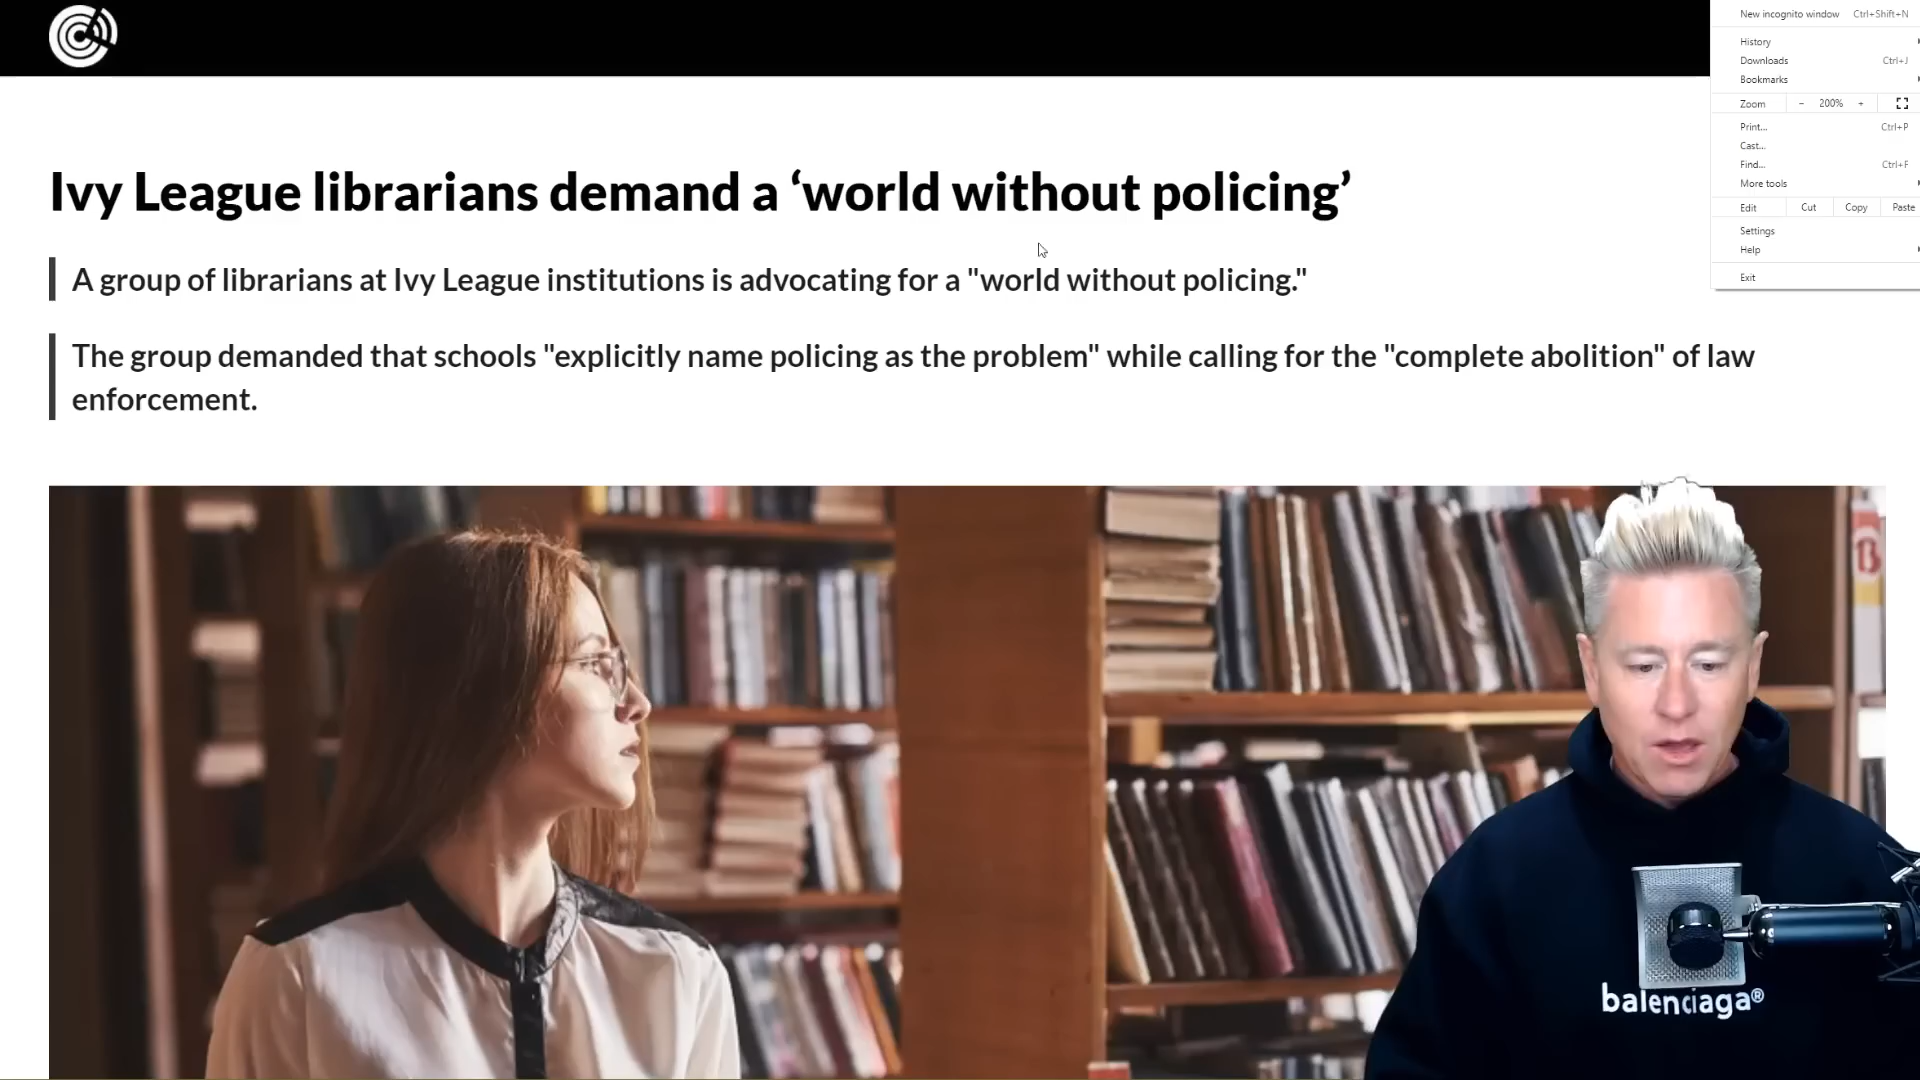 New incognito window Ctrl+Shift+N
History
Downloads Ctrl+J
Bookmarks
Zoom − 200% +
Print... Ctrl+P
Cast...
Find... Ctrl+F
More tools
Edit Cut Copy Paste
Settings
Help
Exit
Ivy League librarians demand a ‘world without policing’
A group of librarians at Ivy League institutions is advocating for a "world without policing."
The group demanded that schools "explicitly name policing as the problem" while calling for the "complete abolition" of law
enforcement.
B
balenciaga®